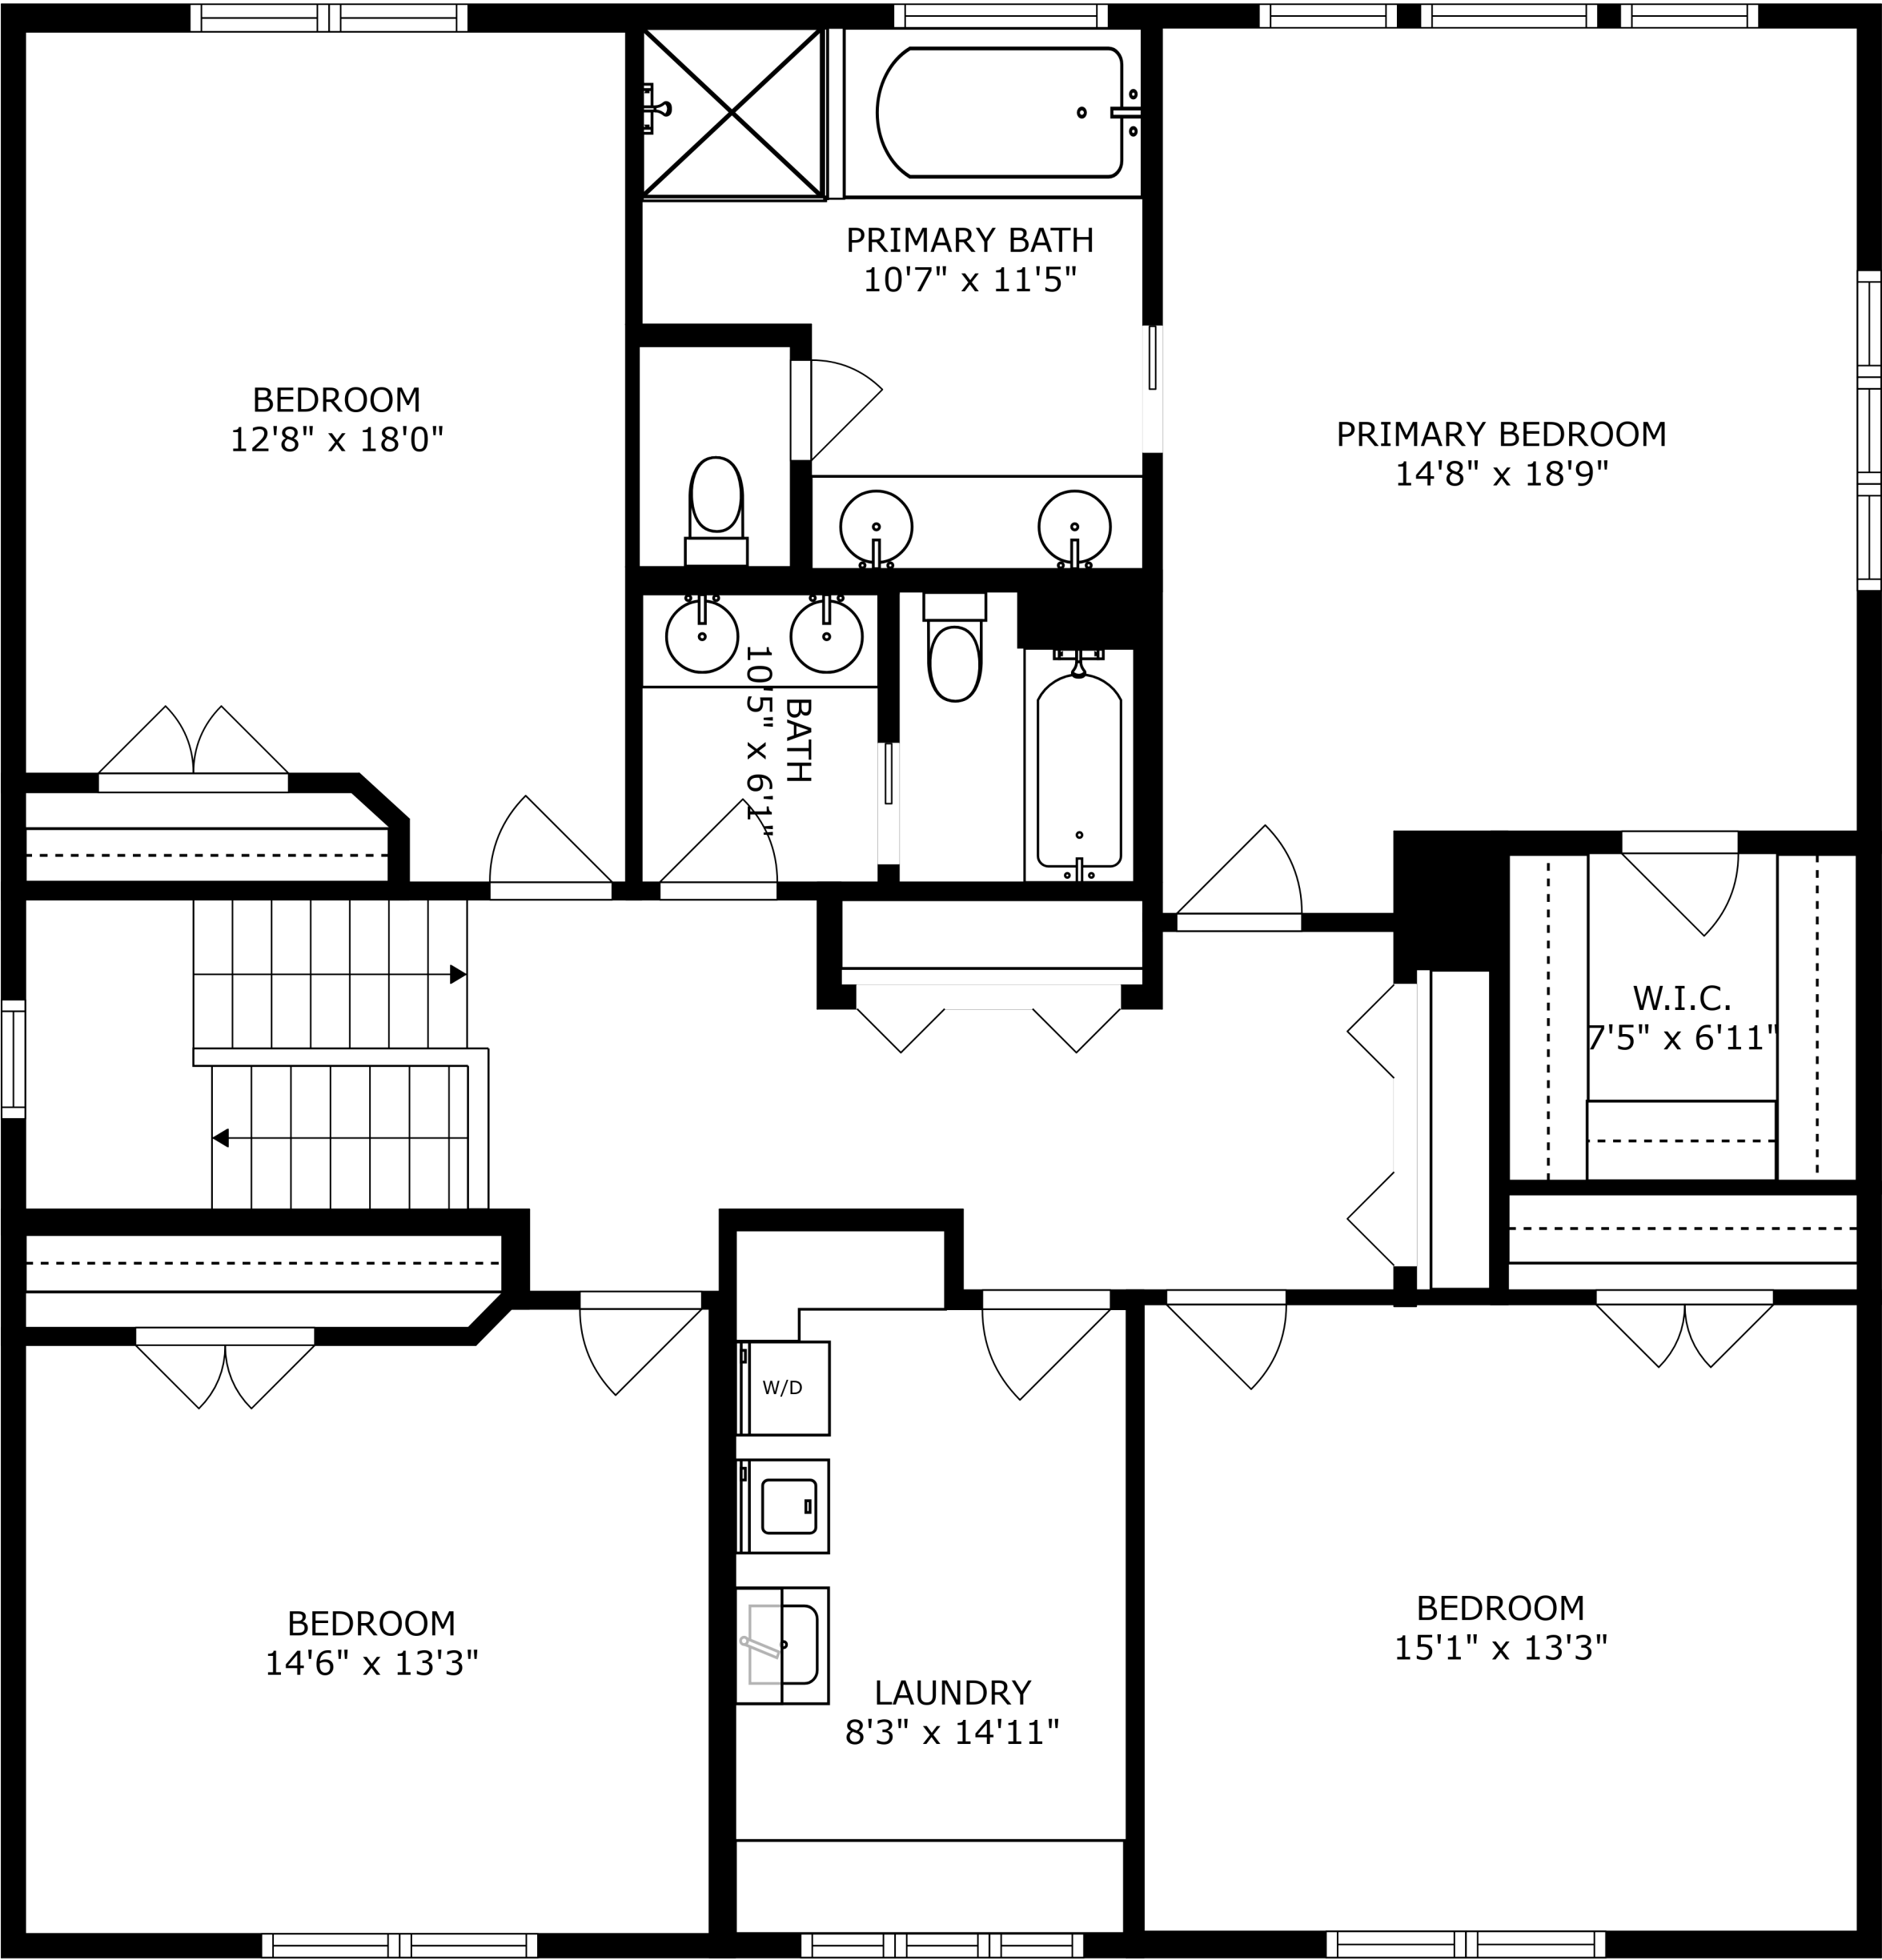 PRIMARY BATH
10'7" x 11'5"
BEDROOM
12'8" x 18'0"
PRIMARY BEDROOM
14'8" x 18'9"
BATH
10'5" x 6'1"
W.I.C.
7'5" x 6'11"
W/D
BEDROOM
14'6" x 13'3"
LAUNDRY
8'3" x 14'11"
BEDROOM
15'1" x 13'3"